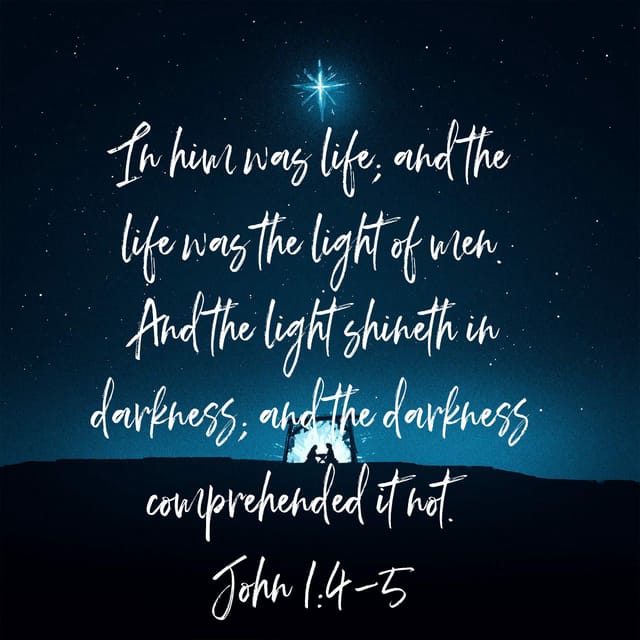 In him was life; and the
life was the light of men.
And the light shineth in
darkness; and the darkness
comprehended it not.
John 1:4-5